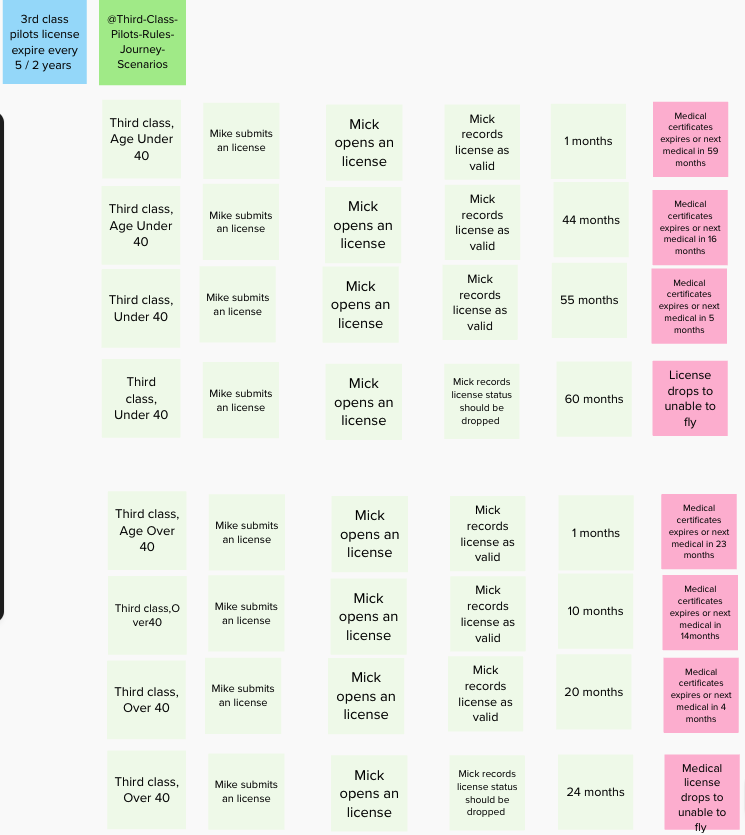 3rd class
pilots license
expire every
5 / 2 years
@Third-Class-
Pilots-Rules-
Journey-
Scenarios
Third class,
Age Under
40
Mike submits
an license
Mick
opens an
license
Mick
records
license as
valid
1 months
Medical
certificates
expires or next
medical in 59
months
Third class,
Age Under
40
Mike submits
an license
Mick
opens an
license
Mick
records
license as
valid
44 months
Medical
certificates
expires or next
medical in 16
months
Third class,
Under 40
Mike submits
an license
Mick
opens an
license
Mick
records
license as
valid
55 months
Medical
certificates
expires or next
medical in 5
months
Third
class,
Under 40
Mike submits
an license
Mick
opens an
license
Mick records
license status
should be
dropped
60 months
License
drops to
unable to
fly
Third class,
Age Over
40
Mike submits
an license
Mick
opens an
license
Mick
records
license as
valid
1 months
Medical
certificates
expires or next
medical in 23
months
Third class,O
ver40
Mike submits
an license
Mick
opens an
license
Mick
records
license as
valid
10 months
Medical
certificates
expires or next
medical in
14months
Third class,
Over 40
Mike submits
an license
Mick
opens an
license
Mick
records
license as
valid
20 months
Medical
certificates
expires or next
medical in 4
months
Third class,
Over 40
Mike submits
an license
Mick
opens an
license
Mick records
license status
should be
dropped
24 months
Medical
license
drops to
unable to
fly